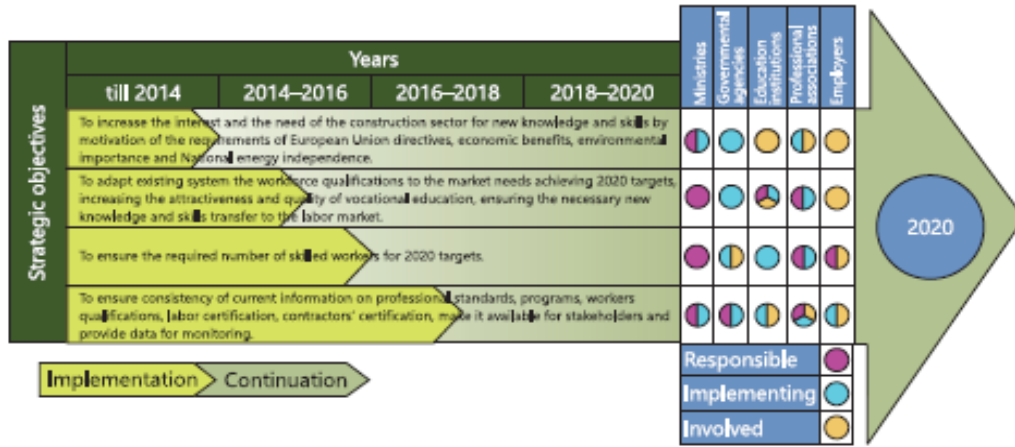 Years
till 2014
2014–2016
2016–2018
2018–2020
Ministries
Governmental
agencies
Education
institutions
Professional
associations
Employers
Strategic objectives
To increase the interest and the need of the construction sector for new knowledge and skills by
motivation of the requirements of European Union directives, economic benefits, environmental
importance and National energy independence.
To adapt existing system the workforce qualifications to the market needs achieving 2020 targets,
increasing the attractiveness and quality of vocational education, ensuring the necessary new
knowledge and skills transfer to the labor market.
To ensure the required number of skilled workers for 2020 targets.
To ensure consistency of current information on professional standards, programs, workers
qualifications, labor certification, contractors' certification, make it available for stakeholders and
provide data for monitoring.
2020
Implementation
Continuation
Responsible
Implementing
Involved